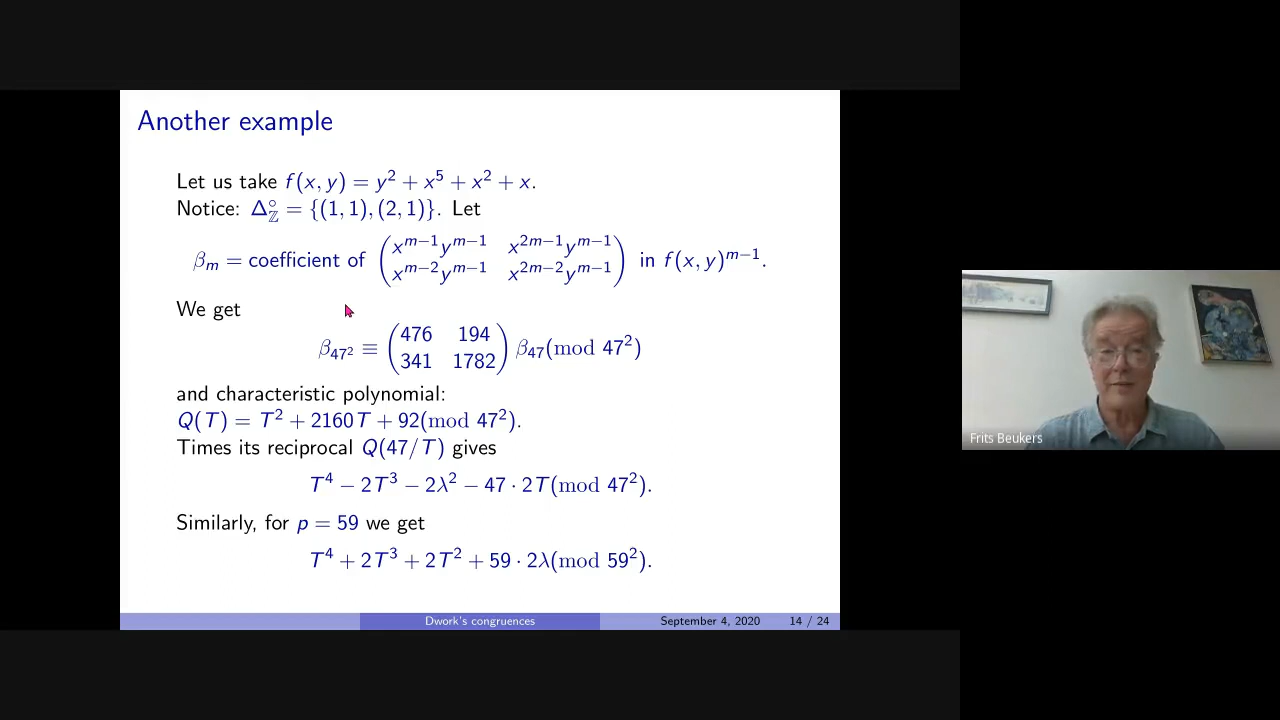 Another example
Let us take f(x, y) = y² + x⁵ + x² + x.
Notice: Δ°_ℤ = {(1, 1), (2, 1)}. Let
β_m = coefficient of (x^{m−1}y^{m−1} x^{2m−1}y^{m−1}
x^{m−2}y^{m−1} x^{2m−2}y^{m−1}) in f(x, y)^{m−1}.
We get
β_{47²} ≡ (476 194
341 1782) β₄₇(mod 47²)
and characteristic polynomial:
Q(T) = T² + 2160T + 92(mod 47²).
Times its reciprocal Q(47/T) gives
T⁴ − 2T³ − 2λ² − 47 · 2T(mod 47²).
Similarly, for p = 59 we get
T⁴ + 2T³ + 2T² + 59 · 2λ(mod 59²).
Dwork's congruences September 4, 2020 14 / 24
Frits Beukers